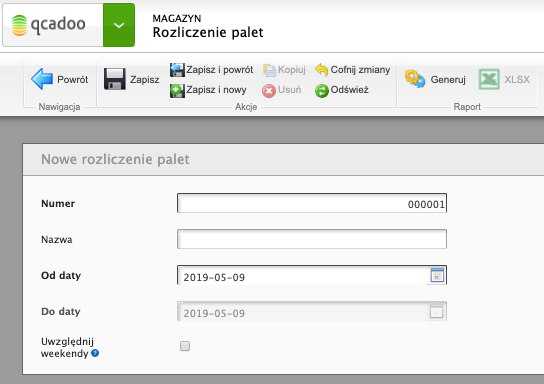 qcadoo
MAGAZYN
Rozliczenie palet
Powrót
Zapisz
Zapisz i powrót
Kopiuj
Cofnij zmiany
Zapisz i nowy
Usuń
Odśwież
Generuj
XLSX
Nawigacja
Akcje
Raport
Nowe rozliczenie palet
Numer
000001
Nazwa
Od daty
2019-05-09
Do daty
2019-05-09
Uwzględnij
weekendy ?